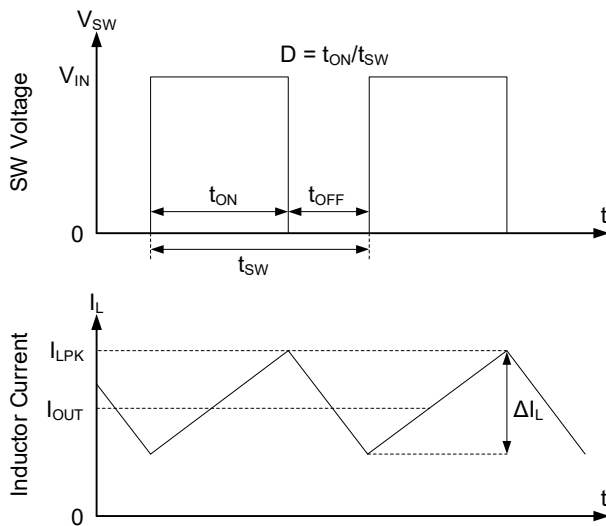 V_SW
D = t_ON/t_SW
V_IN
SW Voltage
t_ON
t_OFF
0
t
t_SW
I_L
I_LPK
I_OUT
ΔI_L
Inductor Current
0
t